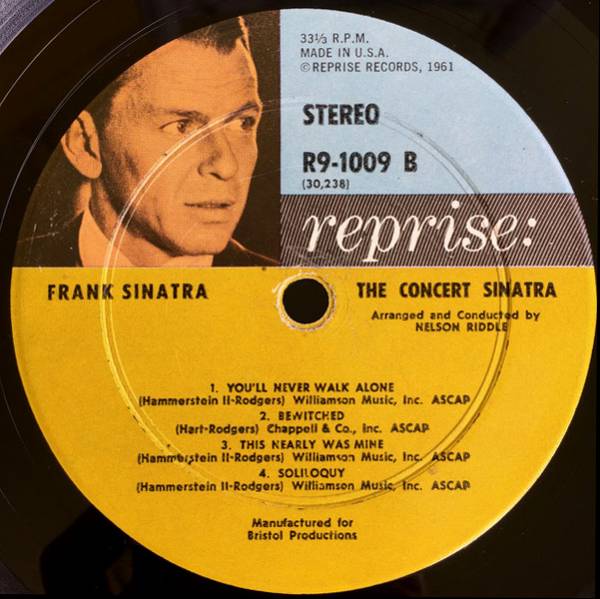 33⅓ R.P.M.
MADE IN U.S.A.
©REPRISE RECORDS, 1961
STEREO
R9-1009 B
(30,238)
reprise:
FRANK SINATRA
THE CONCERT SINATRA
Arranged and Conducted by
NELSON RIDDLE
1. YOU'LL NEVER WALK ALONE
(Hammerstein II-Rodgers) Williamson Music, Inc. ASCAP
2. BEWITCHED
(Hart-Rodgers) Chappell & Co., Inc. ASCAP
3. THIS NEARLY WAS MINE
(Hammerstein II-Rodgers) Williamson Music, Inc. ASCAP
4. SOLILOQUY
(Hammerstein II-Rodgers) Williamson Music, Inc. ASCAP
Manufactured for
Bristol Productions